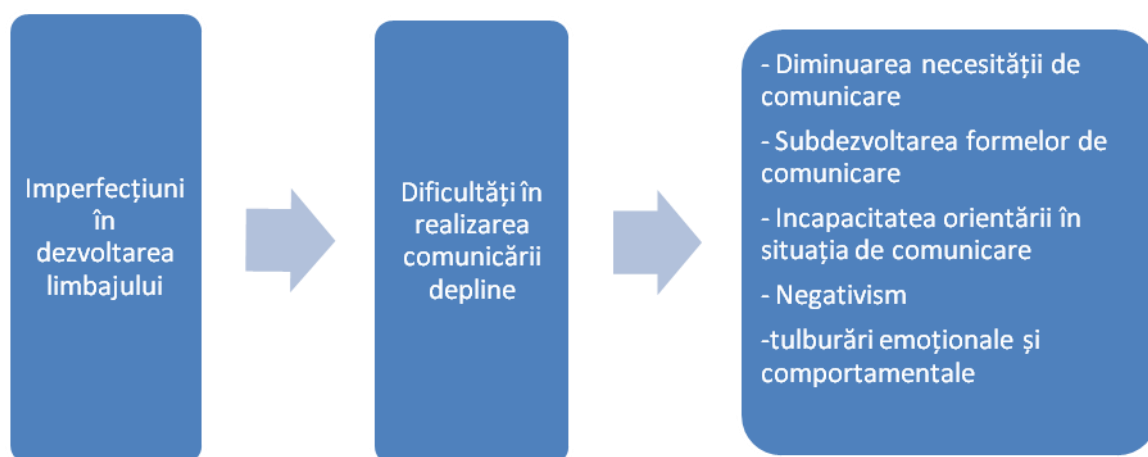 Imperfecțiuni
în
dezvoltarea
limbajului
Dificultăți în
realizarea
comunicării
depline
- Diminuarea necesității de
comunicare
- Subdezvoltarea formelor de
comunicare
- Incapacitatea orientării în
situația de comunicare
- Negativism
-tulburări emoționale și
comportamentale